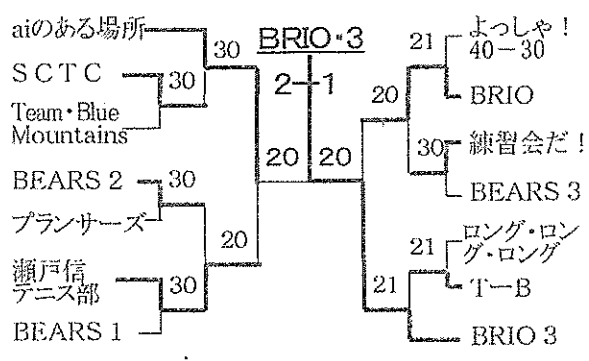 aiのある場所
30
SCTC
30
Team・Blue
Mountains
BEARS 2
30
プランサーズ
20
瀬戸信
テニス部
30
BEARS 1
BRIO・3
2-1
20 20
よっしゃ！
40-30
21
BRIO
20
練習会だ！
30
BEARS 3
ロング・ロン
グ・ロング
21
T-B
21
BRIO 3